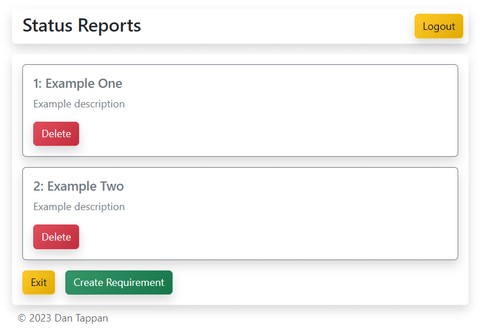 Status Reports
Logout
1: Example One
Example description
Delete
2: Example Two
Example description
Delete
Exit
Create Requirement
© 2023 Dan Tappan